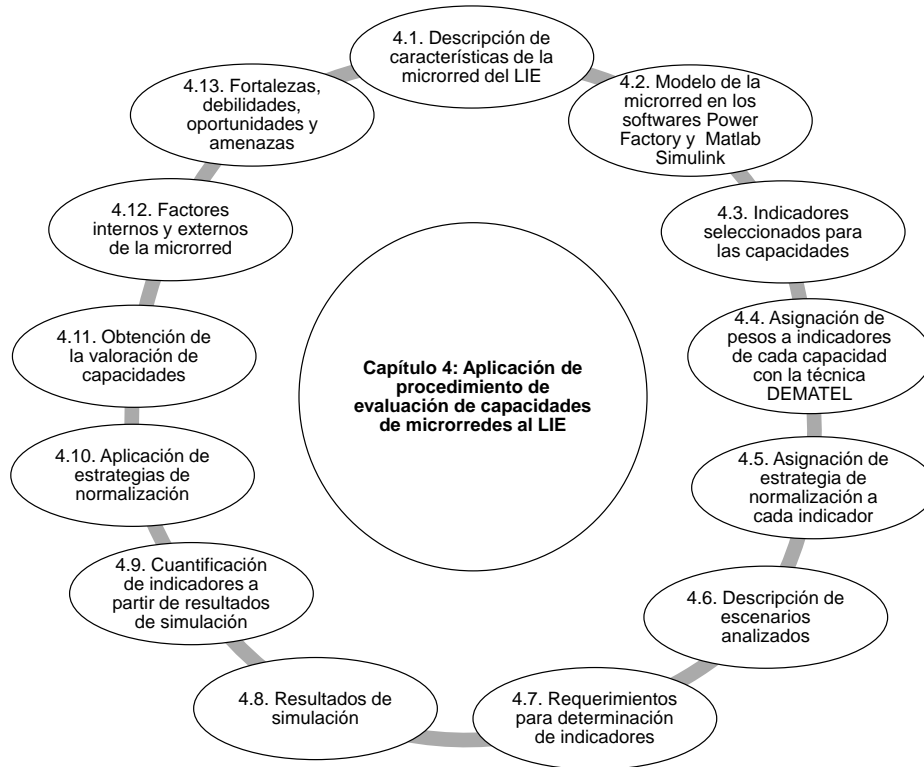 4.1. Descripción de
características de la
microrred del LIE
4.2. Modelo de la
microrred en los
softwares Power
Factory y Matlab
Simulink
4.3. Indicadores
seleccionados para
las capacidades
4.4. Asignación de
pesos a indicadores
de cada capacidad
con la técnica
DEMATEL
4.5. Asignación de
estrategia de
normalización a
cada indicador
4.6. Descripción de
escenarios
analizados
4.7. Requerimientos
para determinación
de indicadores
4.8. Resultados de
simulación
4.9. Cuantificación
de indicadores a
partir de resultados
de simulación
4.10. Aplicación de
estrategias de
normalización
4.11. Obtención de
la valoración de
capacidades
4.12. Factores
internos y externos
de la microrred
4.13. Fortalezas,
debilidades,
oportunidades y
amenazas
Capítulo 4: Aplicación de
procedimiento de
evaluación de capacidades
de microrredes al LIE